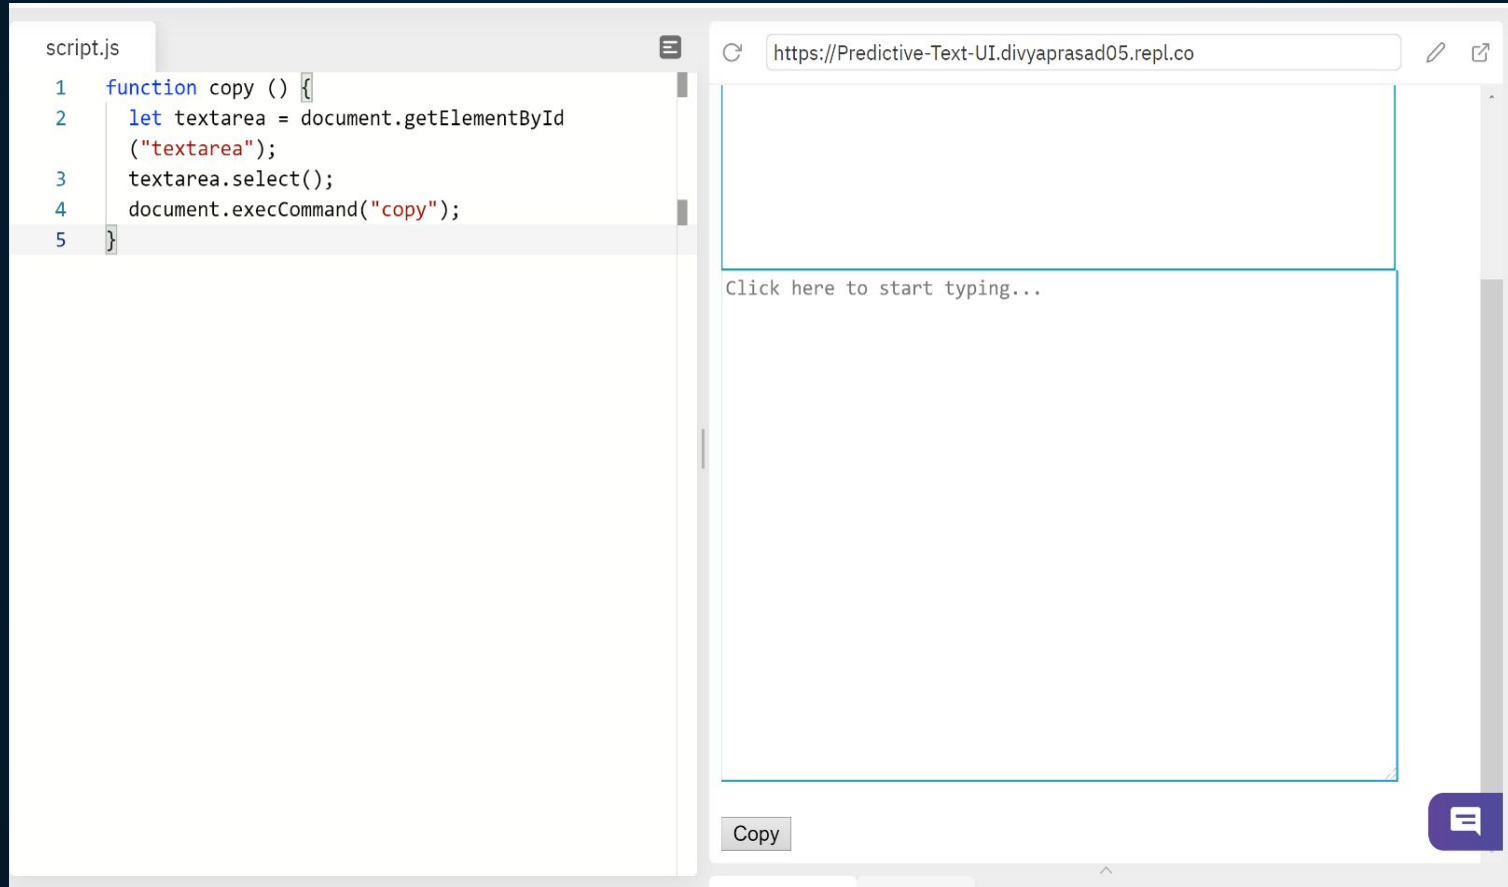 script.js
1 function copy () {
2 let textarea = document.getElementById
("textarea");
3 textarea.select();
4 document.execCommand("copy");
5 }
https://Predictive-Text-UI.divyaprasad05.repl.co
Click here to start typing...
Copy